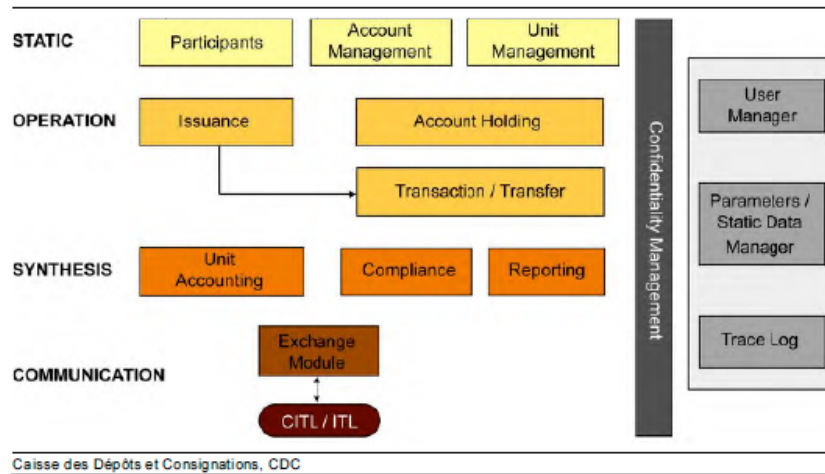 STATIC
Participants
Account
Management
Unit
Management
OPERATION
Issuance
Account Holding
Transaction / Transfer
SYNTHESIS
Unit
Accounting
Compliance
Reporting
COMMUNICATION
Exchange
Module
CITL / ITL
Confidentiality Management
User
Manager
Parameters /
Static Data
Manager
Trace Log
Caisse des Dépôts et Consignations, CDC